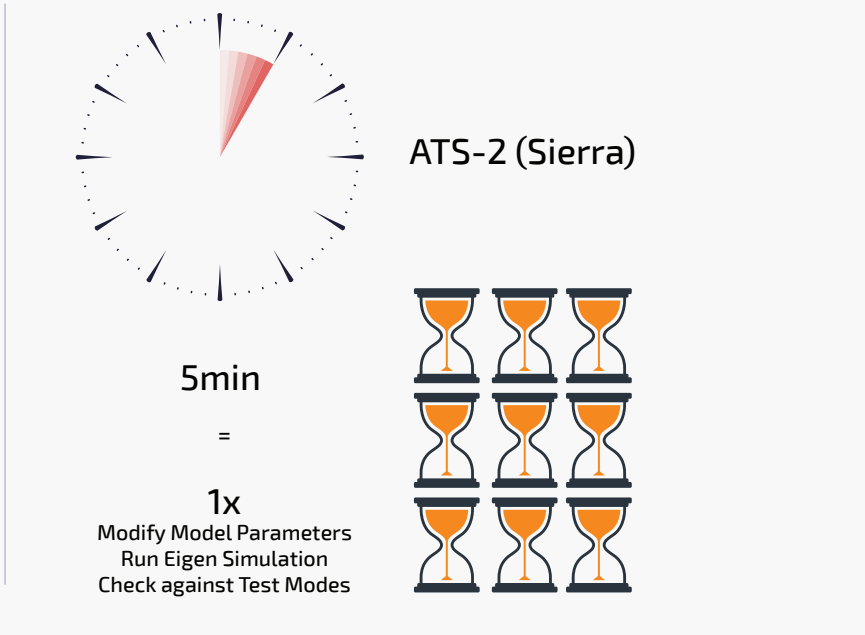 ATS-2 (Sierra)
5min
=
1x
Modify Model Parameters
Run Eigen Simulation
Check against Test Modes